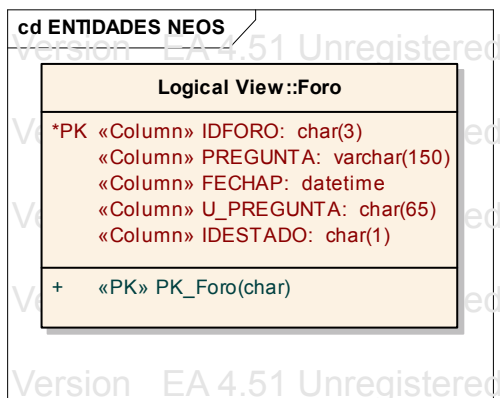 cd ENTIDADES NEOS
Version EA 4.51 Unregistered
Logical View::Foro
*PK «Column» IDFORO: char(3)
«Column» PREGUNTA: varchar(150)
«Column» FECHAP: datetime
«Column» U_PREGUNTA: char(65)
«Column» IDESTADO: char(1)
+ «PK» PK_Foro(char)
Version EA 4.51 Unregistered